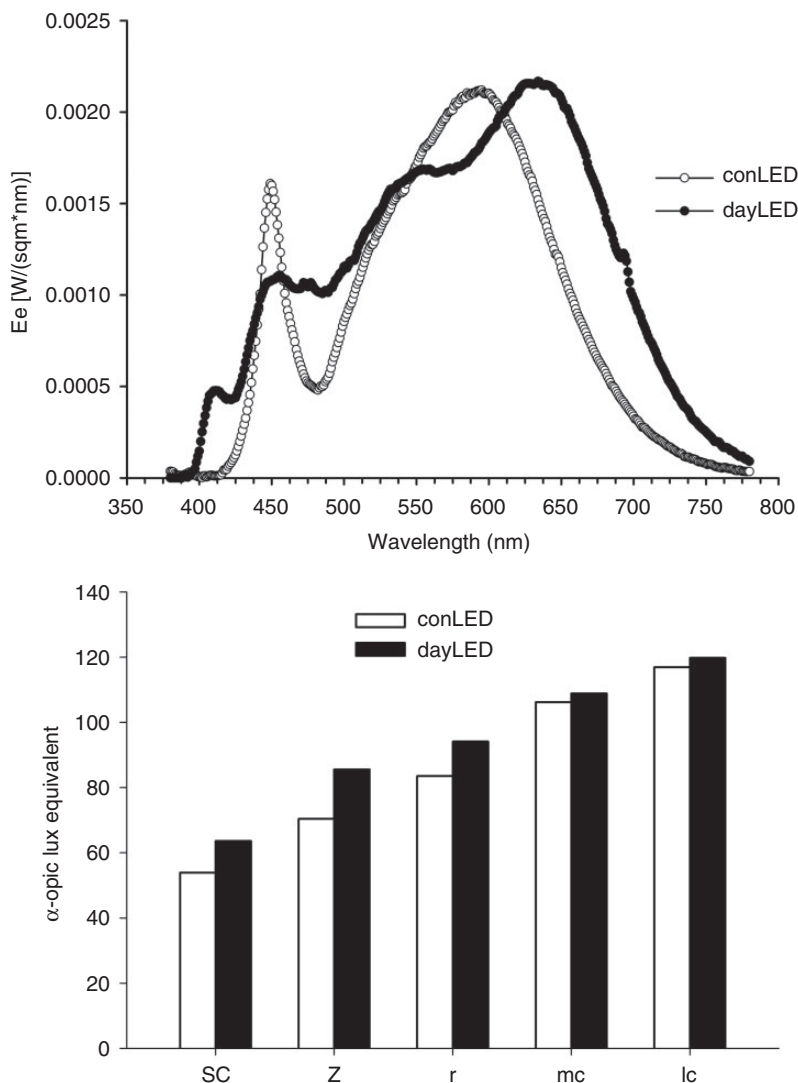 0.0025
0.0020
0.0015
0.0010
0.0005
0.0000
Ee [W/(sqm*nm)]
conLED
dayLED
350 400 450 500 550 600 650 700 750 800
Wavelength (nm)
140
120
100
80
60
40
20
0
α-opic lux equivalent
conLED
dayLED
SC Z r mc lc